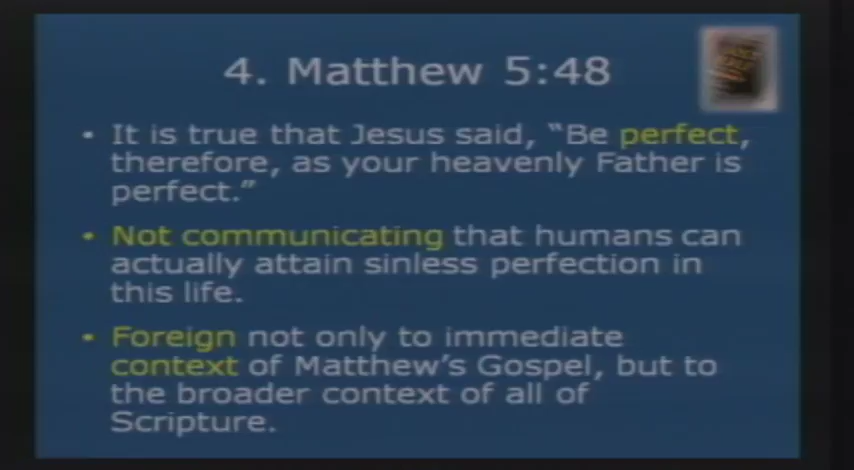 4. Matthew 5:48
• It is true that Jesus said, “Be perfect,
therefore, as your heavenly Father is
perfect.”
• Not communicating that humans can
actually attain sinless perfection in
this life.
• Foreign not only to immediate
context of Matthew’s Gospel, but to
the broader context of all of
Scripture.